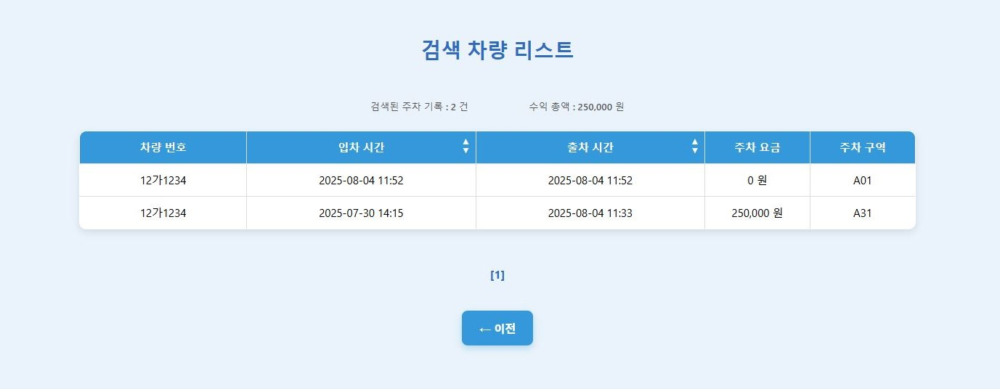 검색 차량 리스트
검색된 주차 기록 : 2 건 수익 총액 : 250,000 원
차량 번호 입차 시간 ▲▼ 출차 시간 ▲▼ 주차 요금 주차 구역
12가1234 2025-08-04 11:52 2025-08-04 11:52 0 원 A01
12가1234 2025-07-30 14:15 2025-08-04 11:33 250,000 원 A31
[1]
← 이전